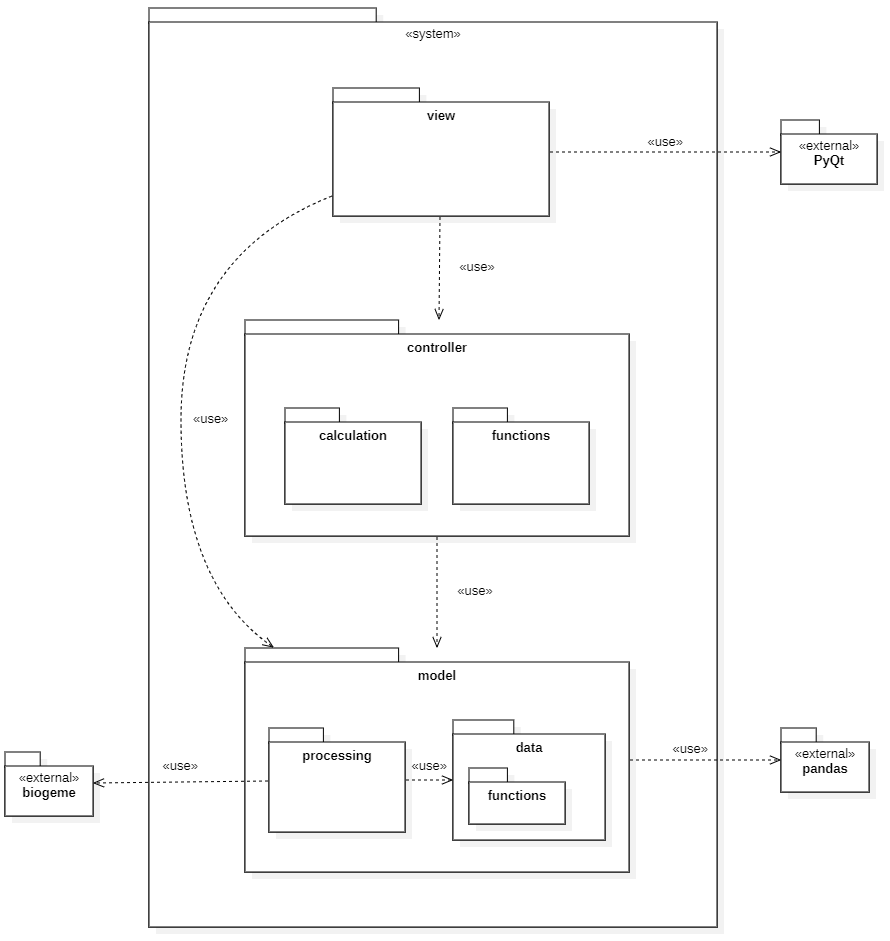 «system»
view
«use»
«external»
PyQt
«use»
controller
«use»
calculation
functions
«use»
model
processing
data
«use»
«use»
«use»
«external»
pandas
«external»
biogeme
functions